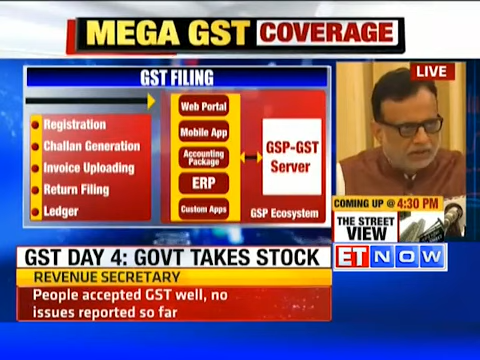 MEGA GST COVERAGE
LIVE
GST FILING
Registration
Challan Generation
Invoice Uploading
Return Filing
Ledger
Web Portal
Mobile App
Accounting
Package
ERP
Custom Apps
GSP-GST
Server
GSP Ecosystem
COMING UP @ 4:30 PM
THE STREET
VIEW
ET NOW
GST DAY 4: GOVT TAKES STOCK
REVENUE SECRETARY
People accepted GST well, no
issues reported so far